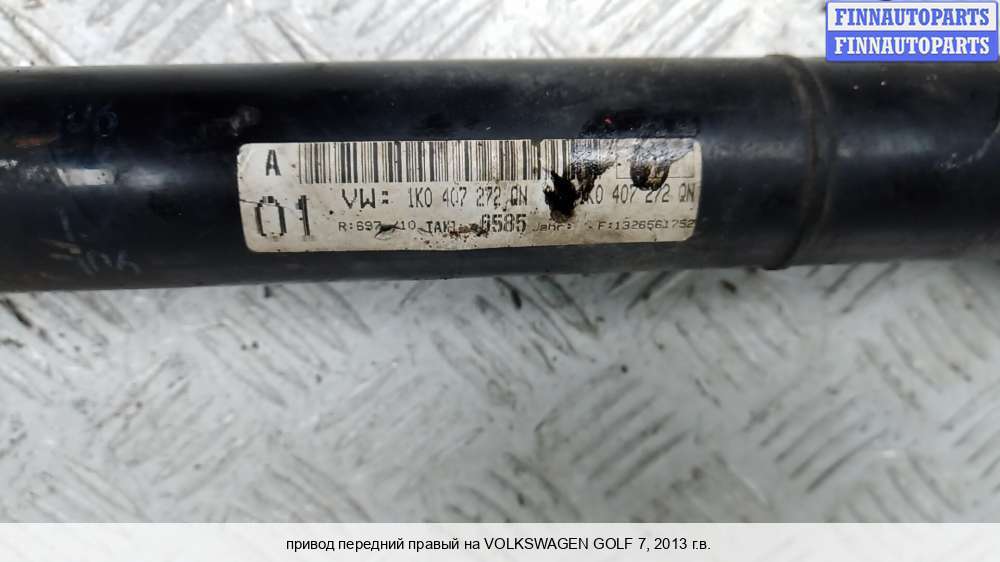 FINNAUTOPARTS
FINNAUTOPARTS
A
01
VW: 1K0 407 272 QN 1K0 407 272 QN
6585 F:1326561752
привод передний правый на VOLKSWAGEN GOLF 7, 2013 г.в.